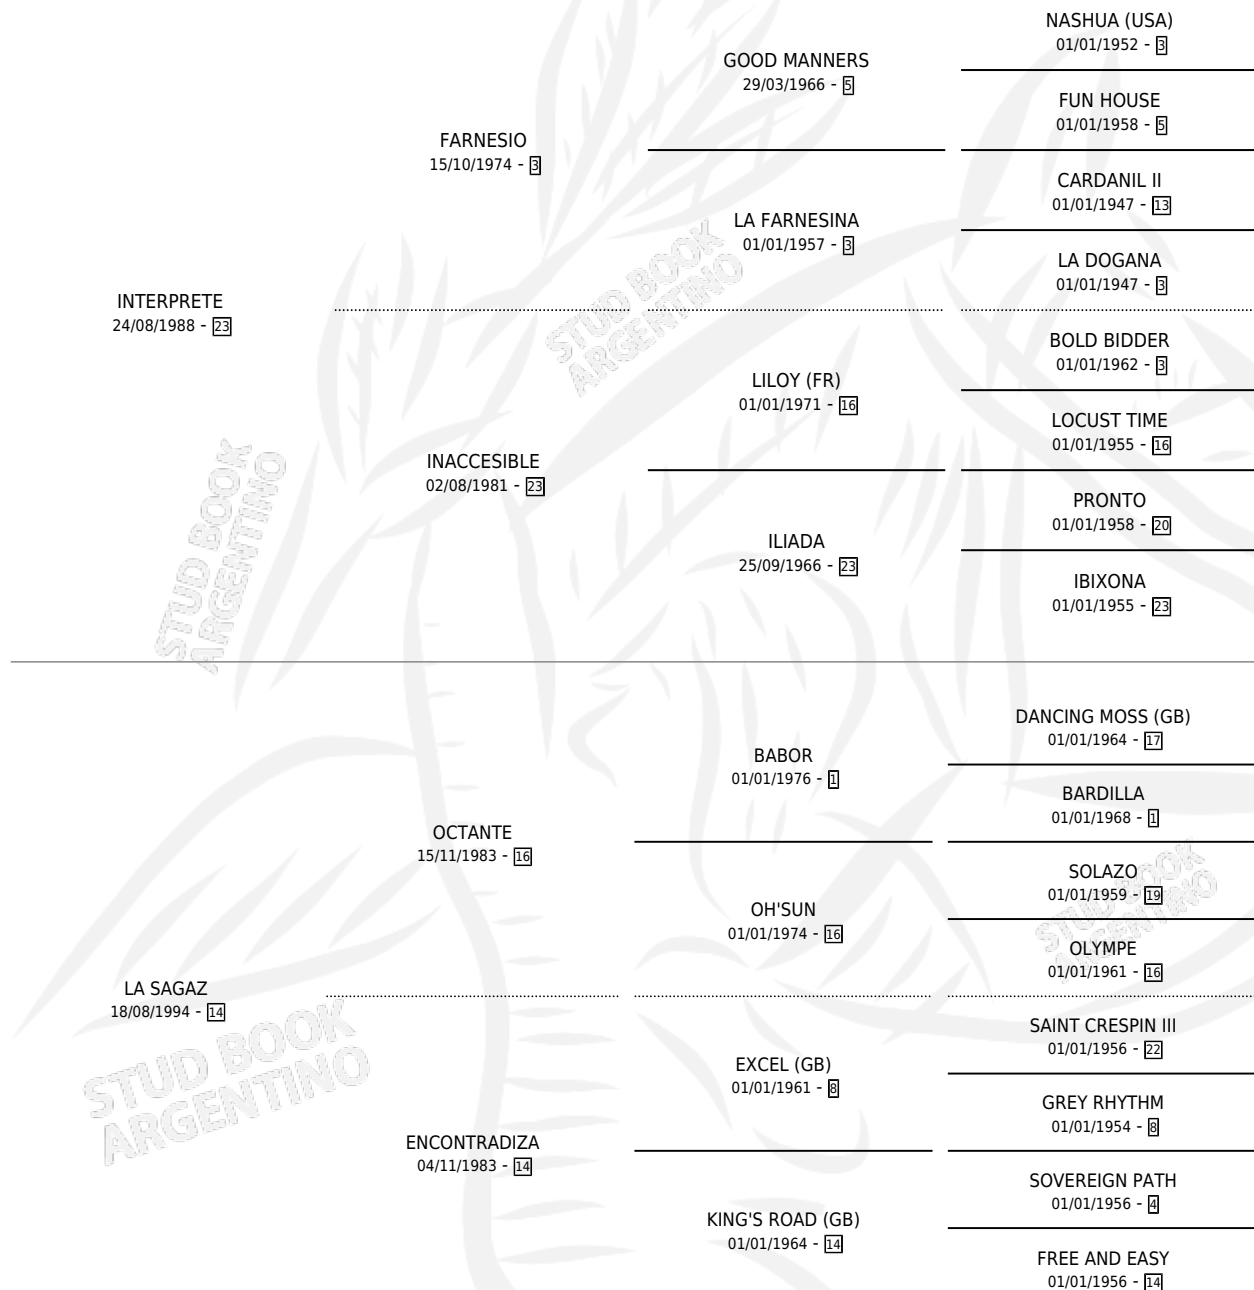 NASHUA (USA)
01/01/1952 - 3
GOOD MANNERS
29/03/1966 - 5
FUN HOUSE
01/01/1958 - 5
FARNESIO
15/10/1974 - 3
CARDANIL II
01/01/1947 - 13
LA FARNESINA
01/01/1957 - 3
LA DOGANA
01/01/1947 - 3
INTERPRETE
24/08/1988 - 23
BOLD BIDDER
01/01/1962 - 3
LILOY (FR)
01/01/1971 - 16
LOCUST TIME
01/01/1955 - 16
INACCESIBLE
02/08/1981 - 23
PRONTO
01/01/1958 - 20
ILIADA
25/09/1966 - 23
IBIXONA
01/01/1955 - 23
DANCING MOSS (GB)
01/01/1964 - 17
BABOR
01/01/1976 - 1
BARDILLA
01/01/1968 - 1
OCTANTE
15/11/1983 - 16
SOLAZO
01/01/1959 - 19
OH'SUN
01/01/1974 - 16
OLYMPE
01/01/1961 - 16
LA SAGAZ
18/08/1994 - 14
SAINT CRESPIN III
01/01/1956 - 22
EXCEL (GB)
01/01/1961 - 8
GREY RHYTHM
01/01/1954 - 8
ENCONTRADIZA
04/11/1983 - 14
SOVEREIGN PATH
01/01/1956 - 4
KING'S ROAD (GB)
01/01/1964 - 14
FREE AND EASY
01/01/1956 - 14
STUD BOOK
ARGENTINO
STUD BOOK
ARGENTINO
STUD BOOK
ARGENTINO
STUD BOOK
ARGENTINO